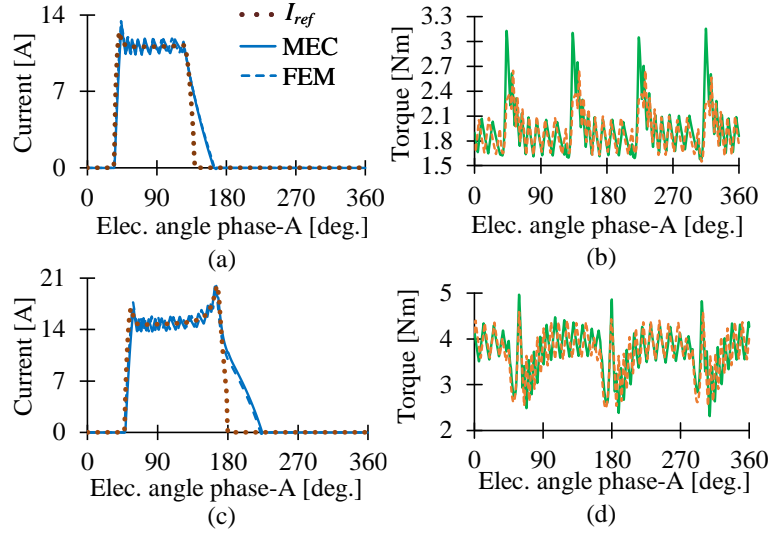 14
7
0
Current [A]
I_ref
MEC
FEM
0 90 180 270 360
Elec. angle phase-A [deg.]
(a)
3.3
3
2.7
2.4
2.1
1.8
1.5
Torque [Nm]
0 90 180 270 360
Elec. angle phase-A [deg.]
(b)
21
14
7
0
Current [A]
0 90 180 270 360
Elec. angle phase-A [deg.]
(c)
5
4
3
2
Torque [Nm]
0 90 180 270 360
Elec. angle phase-A [deg.]
(d)